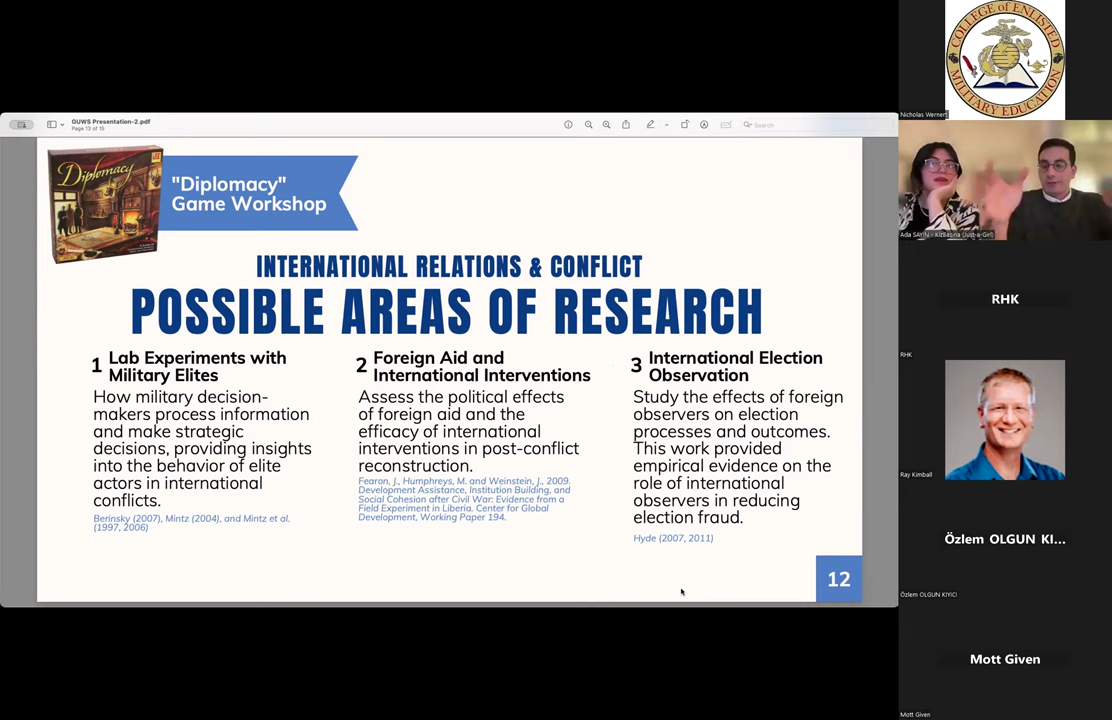 GUWS Presentation-2.pdf
Page 13 of 15
Search
Diplomacy
"Diplomacy"
Game Workshop
INTERNATIONAL RELATIONS & CONFLICT
POSSIBLE AREAS OF RESEARCH
1 Lab Experiments with
Military Elites
How military decision-
makers process information
and make strategic
decisions, providing insights
into the behavior of elite
actors in international
conflicts.
Berinsky (2007), Mintz (2004), and Mintz et al.
(1997, 2006)
2 Foreign Aid and
International Interventions
Assess the political effects
of foreign aid and the
efficacy of international
interventions in post-conflict
reconstruction.
Fearon, J., Humphreys, M. and Weinstein, J., 2009.
Development Assistance, Institution Building, and
Social Cohesion after Civil War: Evidence from a
Field Experiment in Liberia. Center for Global
Development, Working Paper 194.
3 International Election
Observation
Study the effects of foreign
observers on election
processes and outcomes.
This work provided
empirical evidence on the
role of international
observers in reducing
election fraud.
Hyde (2007, 2011)
12
COLLEGE OF ENLISTED
MILITARY EDUCATION
Nicholas Wernert
Ada SAYIN - KizBasina (Just-a-Girl)
RHK
RHK
Ray Kimball
Özlem OLGUN KI...
Özlem OLGUN KIYICI
Mott Given
Mott Given